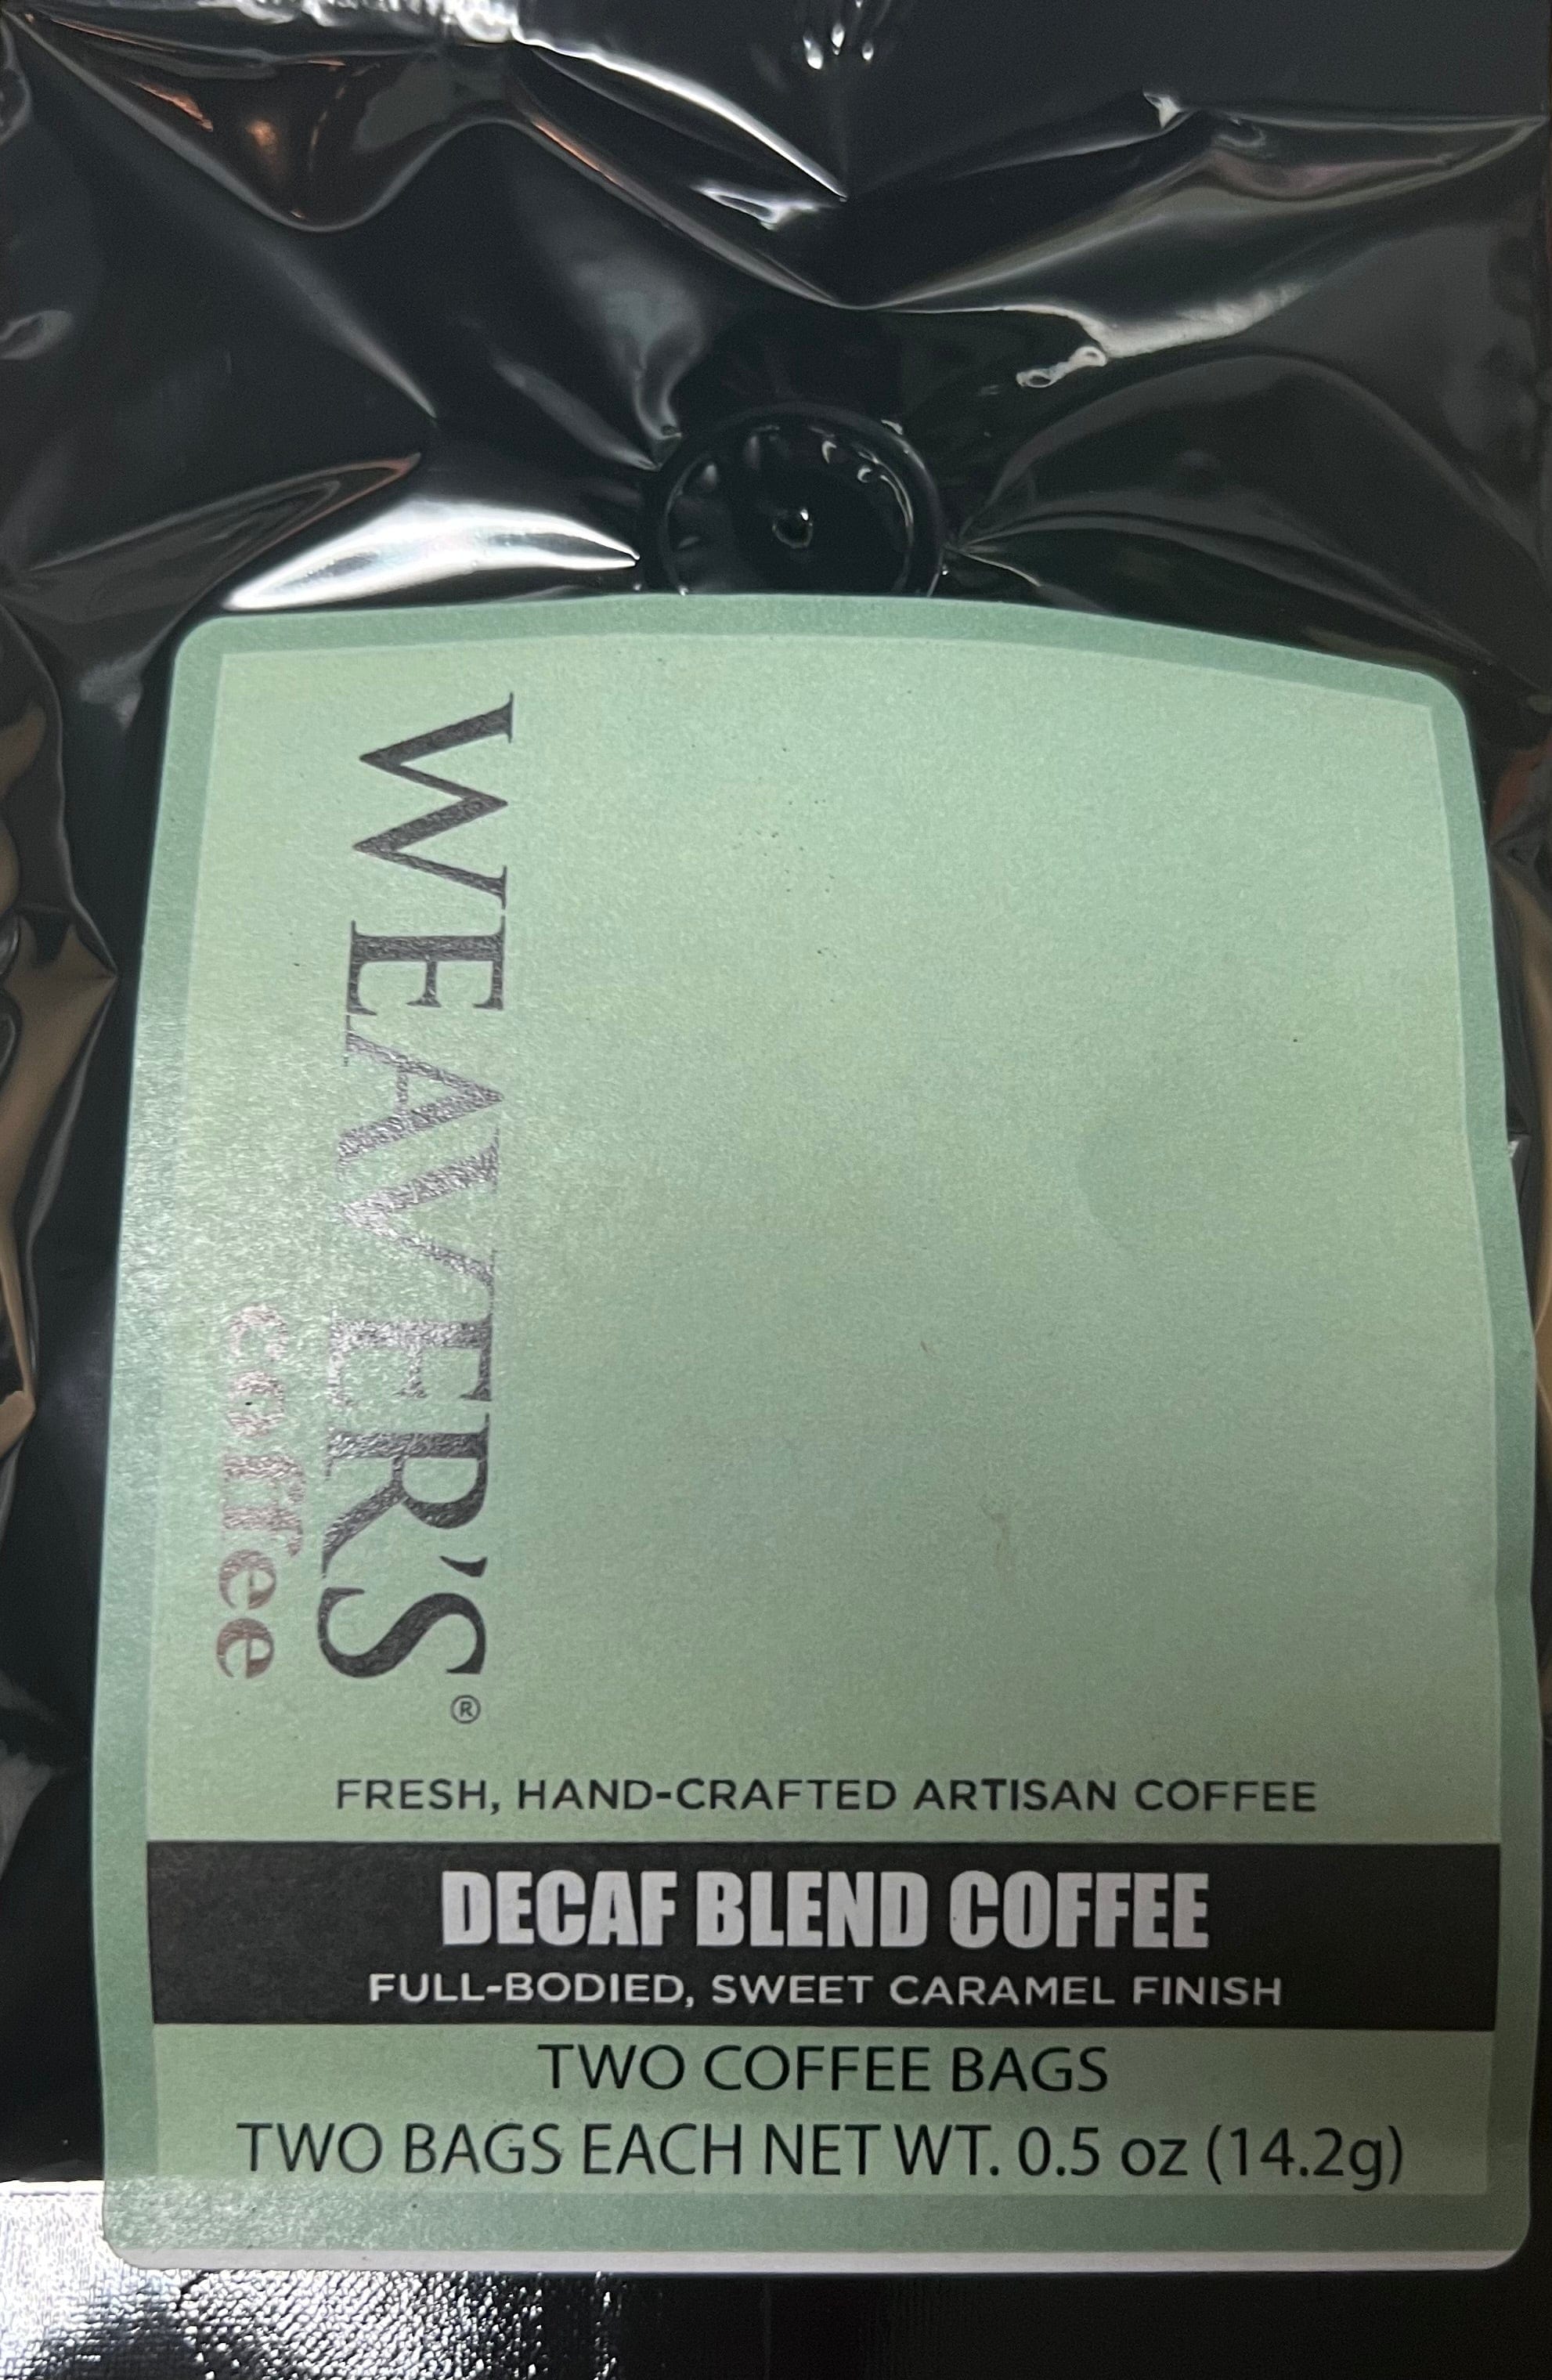 WEAVER'S®
coffee
FRESH, HAND-CRAFTED ARTISAN COFFEE
DECAF BLEND COFFEE
FULL-BODIED, SWEET CARAMEL FINISH
TWO COFFEE BAGS
TWO BAGS EACH NET WT. 0.5 oz (14.2g)